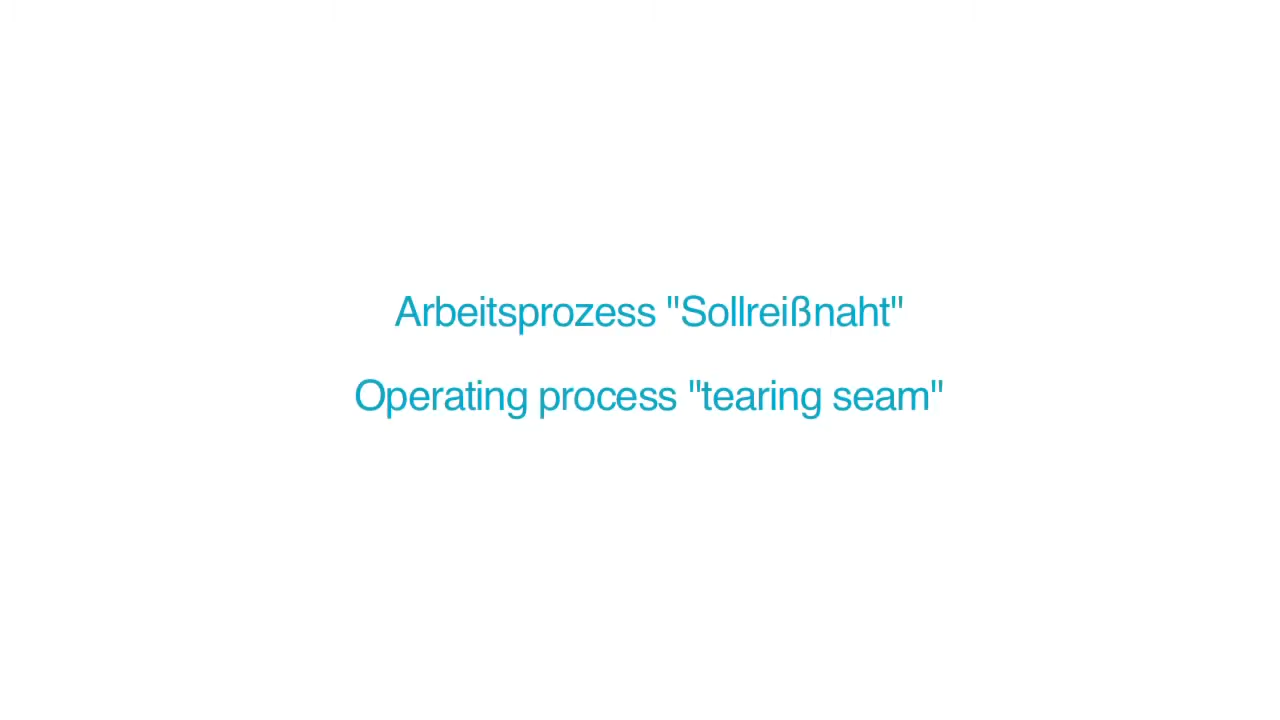 Arbeitsprozess "Sollreißnaht"
Operating process "tearing seam"